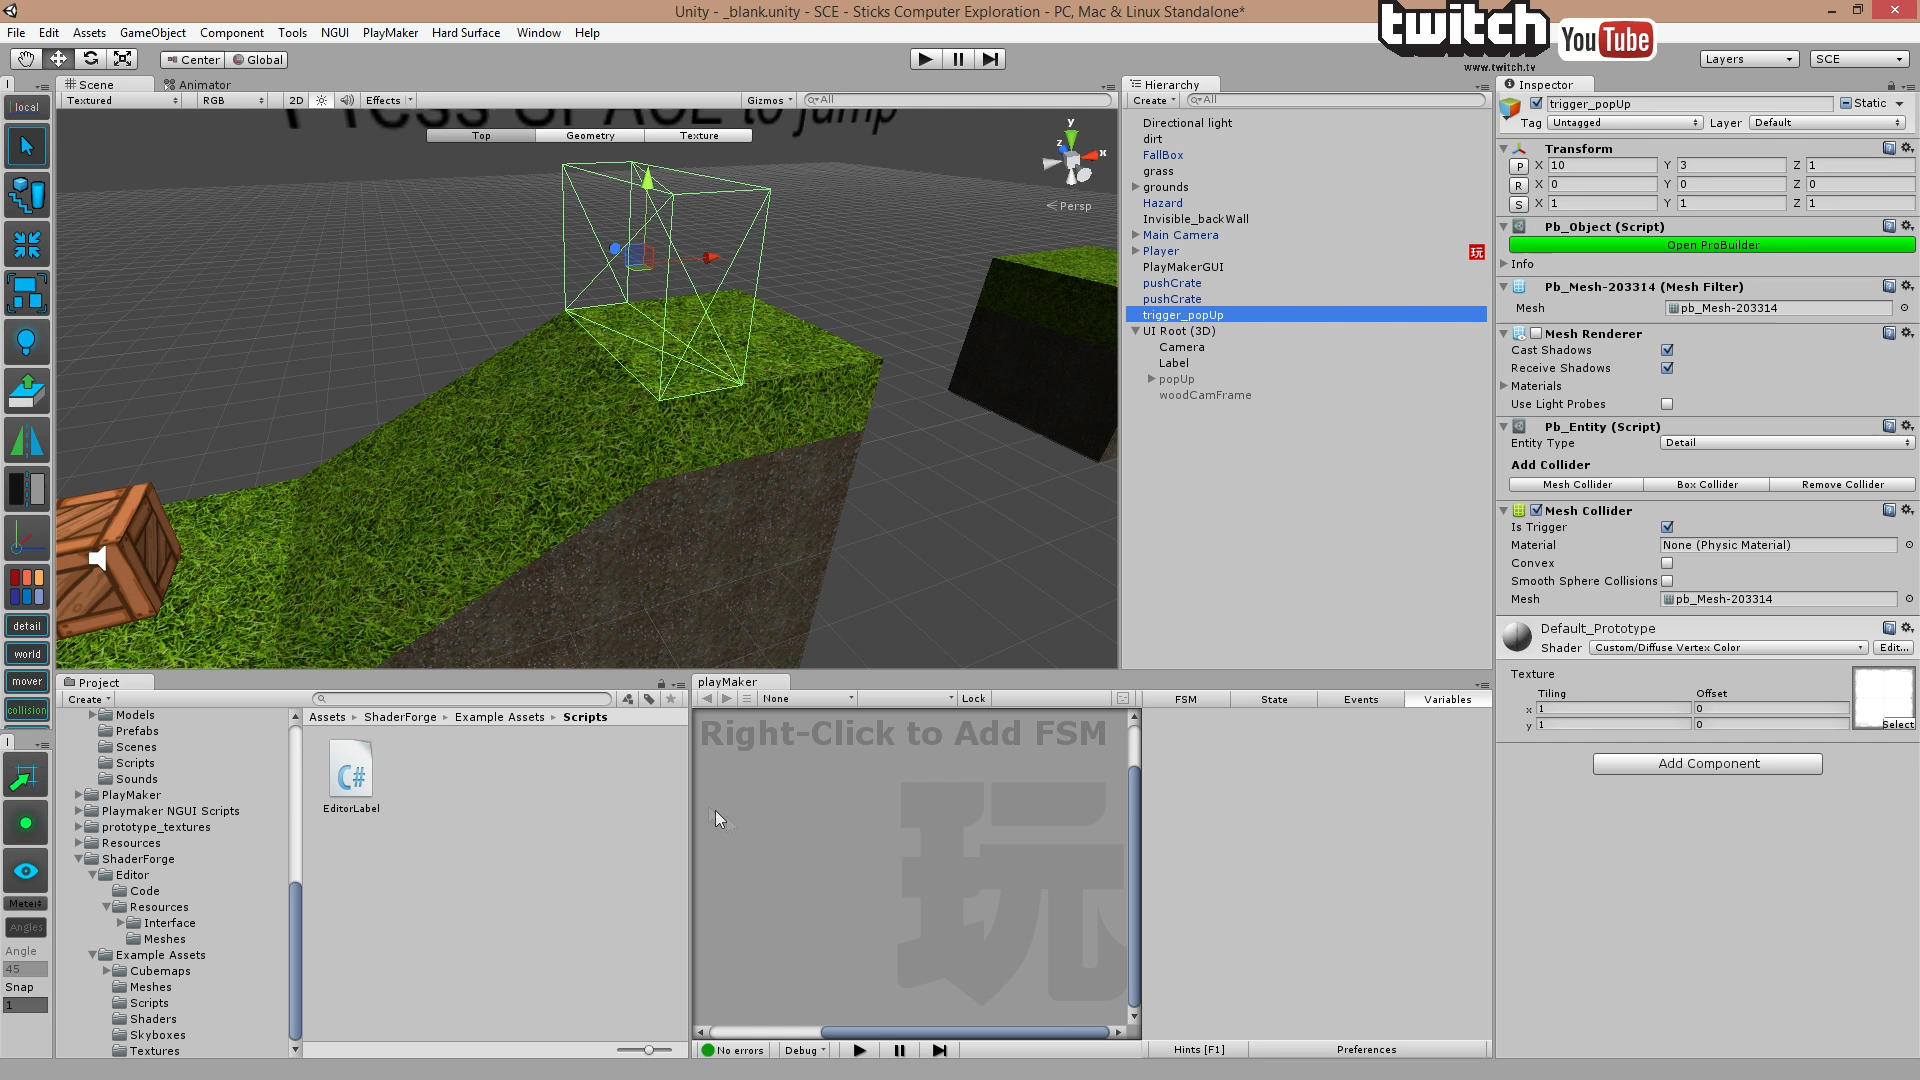 Unity - _blank.unity - SCE - Sticks Computer Exploration - PC, Mac & Linux Standalone*
twitch
www.twitch.tv
YouTube
File Edit Assets GameObject Component Tools NGUI PlayMaker Hard Surface Window Help
Center Global
Layers SCE
Scene Animator
Textured RGB 2D Effects Gizmos All
Press SPACE to jump
Top Geometry Texture
y
z
x
Persp
local
detail
world
mover
collision
Angles
Angle
45
Snap
1
Hierarchy
Create All
Directional light
dirt
FallBox
grass
grounds
Hazard
Invisible_backWall
Main Camera
Player
玩
PlayMakerGUI
pushCrate
pushCrate
trigger_popUp
UI Root (3D)
Camera
Label
popUp
woodCamFrame
Inspector
trigger_popUp Static
Tag Untagged Layer Default
Transform
P X 10 Y 3 Z 1
R X 0 Y 0 Z 0
S X 1 Y 1 Z 1
Pb_Object (Script)
Open ProBuilder
Info
Pb_Mesh-203314 (Mesh Filter)
Mesh pb_Mesh-203314
Mesh Renderer
Cast Shadows
Receive Shadows
Materials
Use Light Probes
Pb_Entity (Script)
Entity Type Detail
Add Collider
Mesh Collider Box Collider Remove Collider
Mesh Collider
Is Trigger
Material None (Physic Material)
Convex
Smooth Sphere Collisions
Mesh pb_Mesh-203314
Default_Prototype
Shader Custom/Diffuse Vertex Color Edit...
Texture
Tiling Offset
x 1 0
y 1 0
Select
Add Component
Project
Create
Models
Prefabs
Scenes
Scripts
Sounds
PlayMaker
Playmaker NGUI Scripts
prototype_textures
Resources
ShaderForge
Editor
Code
Resources
Interface
Meshes
Example Assets
Cubemaps
Meshes
Scripts
Shaders
Skyboxes
Textures
Assets ShaderForge Example Assets Scripts
C#
EditorLabel
playMaker
None Lock
FSM State Events Variables
Right-Click to Add FSM
玩
No errors Debug
Hints [F1] Preferences